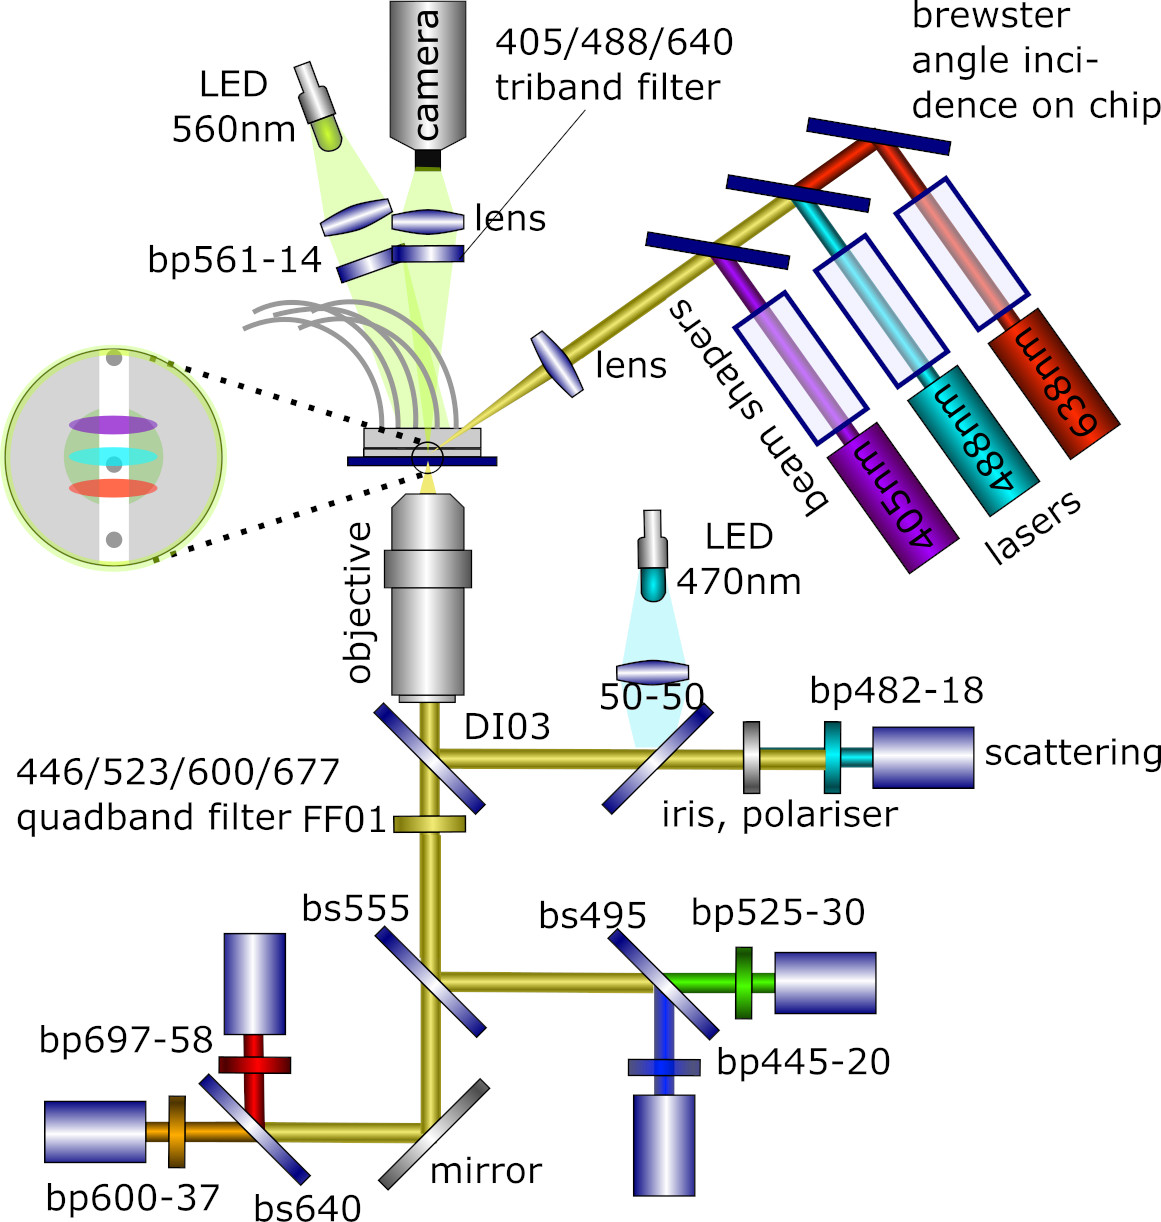 camera
405/488/640
triband filter
brewster
angle inci-
dence on chip
LED
560nm
lens
bp561-14
lens
beam shapers
638nm
488nm
405nm
lasers
objective
LED
470nm
50-50
bp482-18
DI03
scattering
446/523/600/677
quadband filter FF01
iris, polariser
bs555
bs495
bp525-30
bp697-58
bp445-20
mirror
bp600-37
bs640